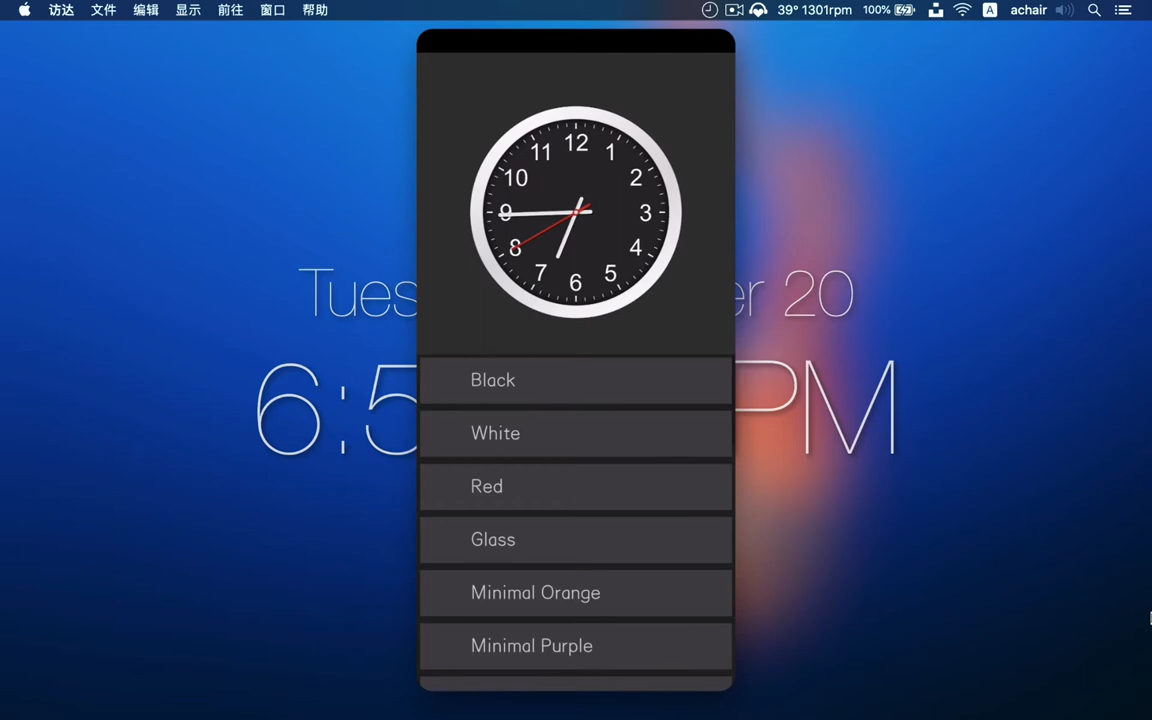 访达 文件 编辑 显示 前往 窗口 帮助 39° 1301rpm 100% A achair
12
11 1
10 2
9 3
8 4
7 5
6
Tues er 20
6:5 PM
Black
White
Red
Glass
Minimal Orange
Minimal Purple